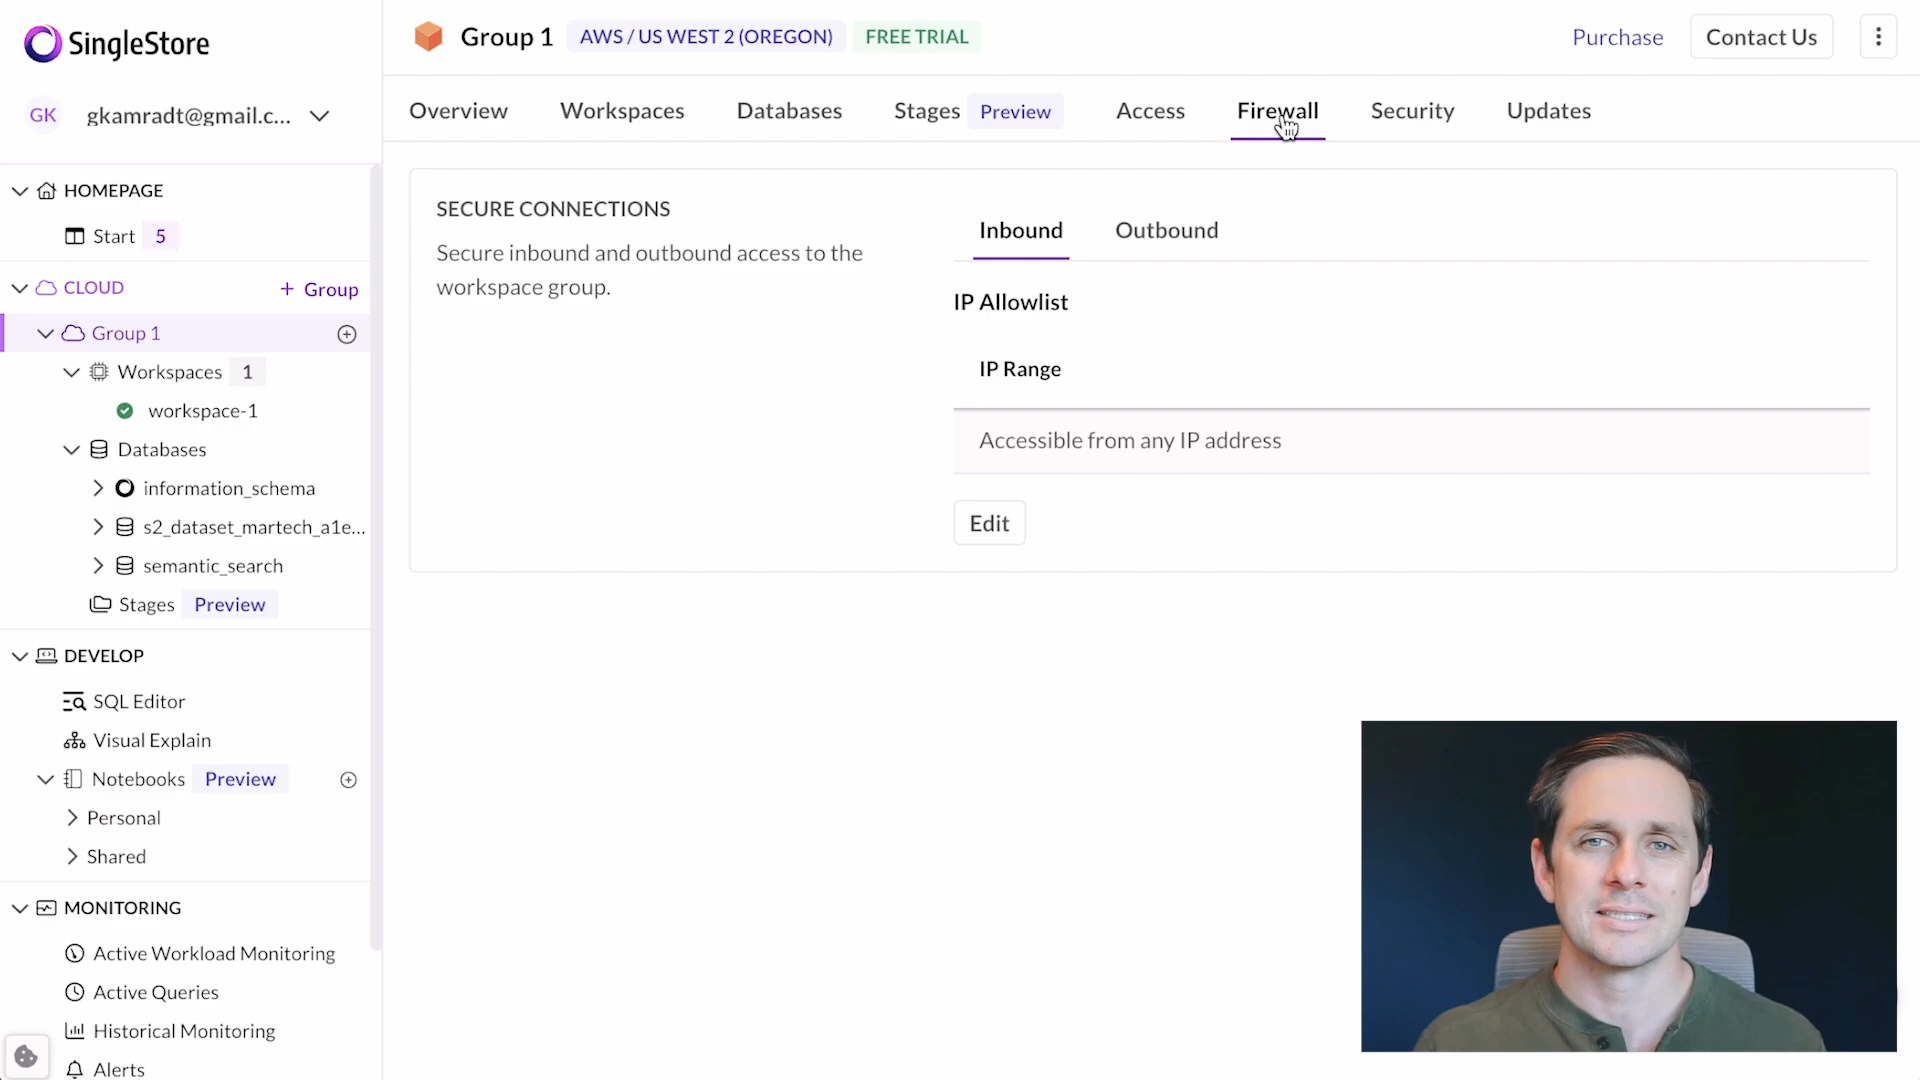 SingleStore
GK gkamradt@gmail.c...
HOMEPAGE
Start 5
CLOUD + Group
Group 1
Workspaces 1
workspace-1
Databases
information_schema
s2_dataset_martech_a1e...
semantic_search
Stages Preview
DEVELOP
SQL Editor
Visual Explain
Notebooks Preview
Personal
Shared
MONITORING
Active Workload Monitoring
Active Queries
Historical Monitoring
Alerts
Group 1 AWS / US WEST 2 (OREGON) FREE TRIAL Purchase Contact Us
Overview Workspaces Databases Stages Preview Access Firewall Security Updates
SECURE CONNECTIONS
Secure inbound and outbound access to the
workspace group.
Inbound Outbound
IP Allowlist
IP Range
Accessible from any IP address
Edit